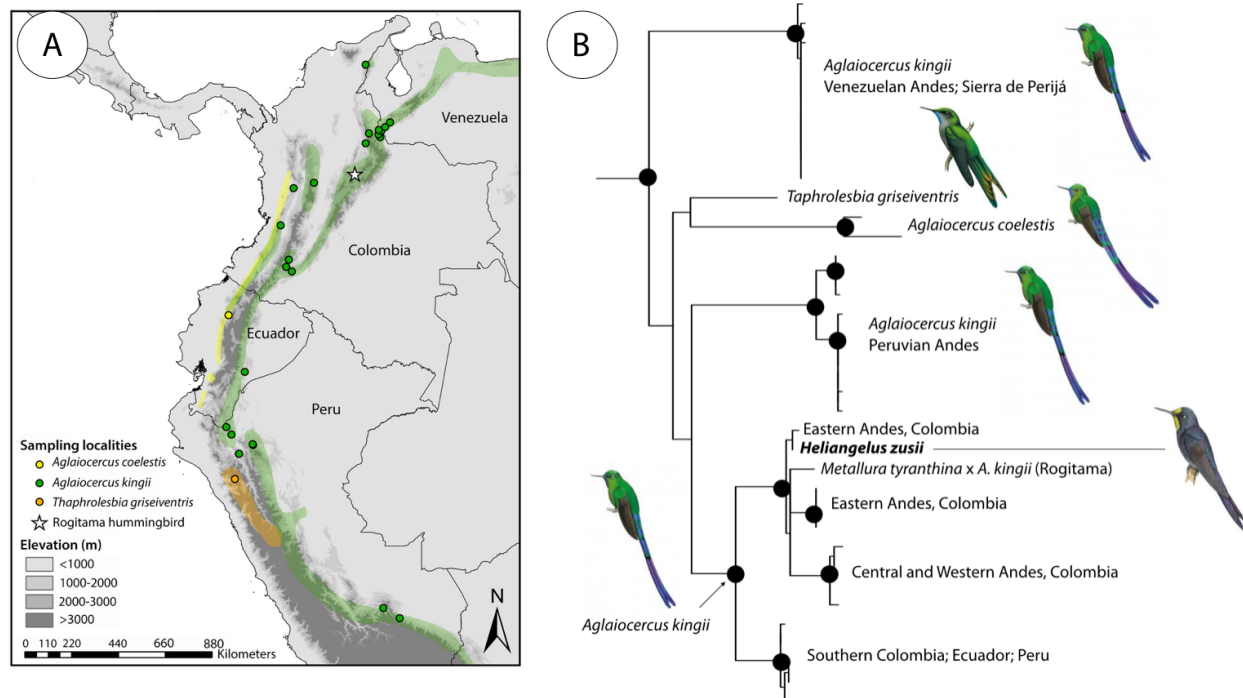 A
Venezuela
Colombia
Ecuador
Peru
Sampling localities
Aglaiocercus coelestis
Aglaiocercus kingii
Thaphrolesbia griseiventris
Rogitama hummingbird
Elevation (m)
<1000
1000-2000
2000-3000
>3000
N
0 110 220 440 660 880
Kilometers
B
Aglaiocercus kingii
Venezuelan Andes; Sierra de Perijá
Taphrolesbia griseiventris
Aglaiocercus coelestis
Aglaiocercus kingii
Peruvian Andes
Eastern Andes, Colombia
Heliangelus zusii
Metallura tyranthina x A. kingii (Rogitama)
Eastern Andes, Colombia
Central and Western Andes, Colombia
Aglaiocercus kingii
Southern Colombia; Ecuador; Peru